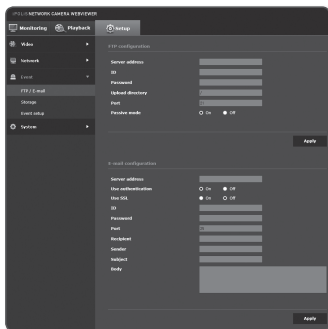 iPOLiS NETWORK CAMERA WEBVIEWER
Monitoring Playback Setup
Video
Network
Event
FTP / E-mail
Storage
Event setup
System
FTP configuration
Server address
ID
Password
Upload directory
Port
Passive mode On Off
Apply
E-mail configuration
Server address
Use authentication On Off
Use SSL On Off
ID
Password
Port
Recipient
Sender
Subject
Body
Apply